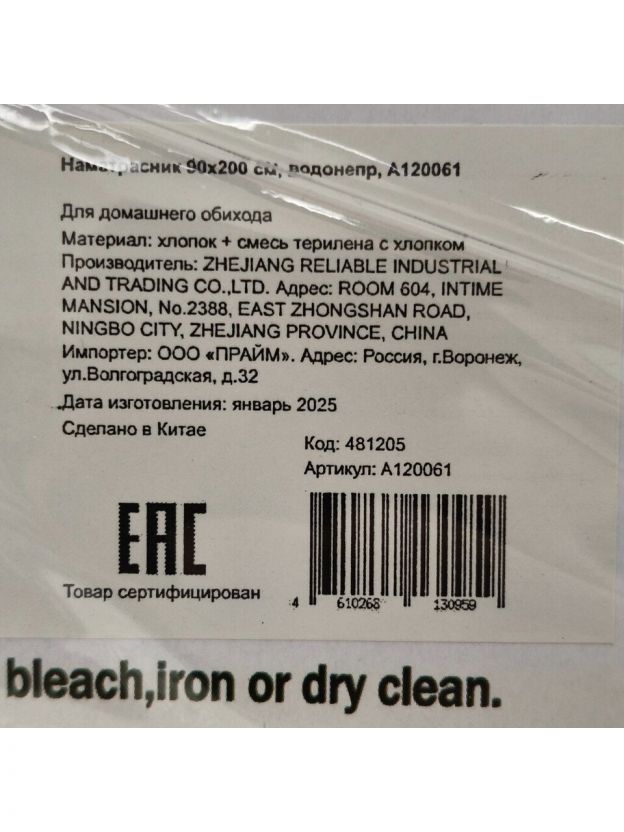 Наматрасник 90x200 см, водонепр, A120061
Для домашнего обихода
Материал: хлопок + смесь терилена с хлопком
Производитель: ZHEJIANG RELIABLE INDUSTRIAL
AND TRADING CO.,LTD. Адрес: ROOM 604, INTIME
MANSION, No.2388, EAST ZHONGSHAN ROAD,
NINGBO CITY, ZHEJIANG PROVINCE, CHINA
Импортер: ООО «ПРАЙМ». Адрес: Россия, г.Воронеж,
ул.Волгоградская, д.32
Дата изготовления: январь 2025
Сделано в Китае
Код: 481205
Артикул: A120061
EAC
Товар сертифицирован
4 610268 130959
bleach,iron or dry clean.